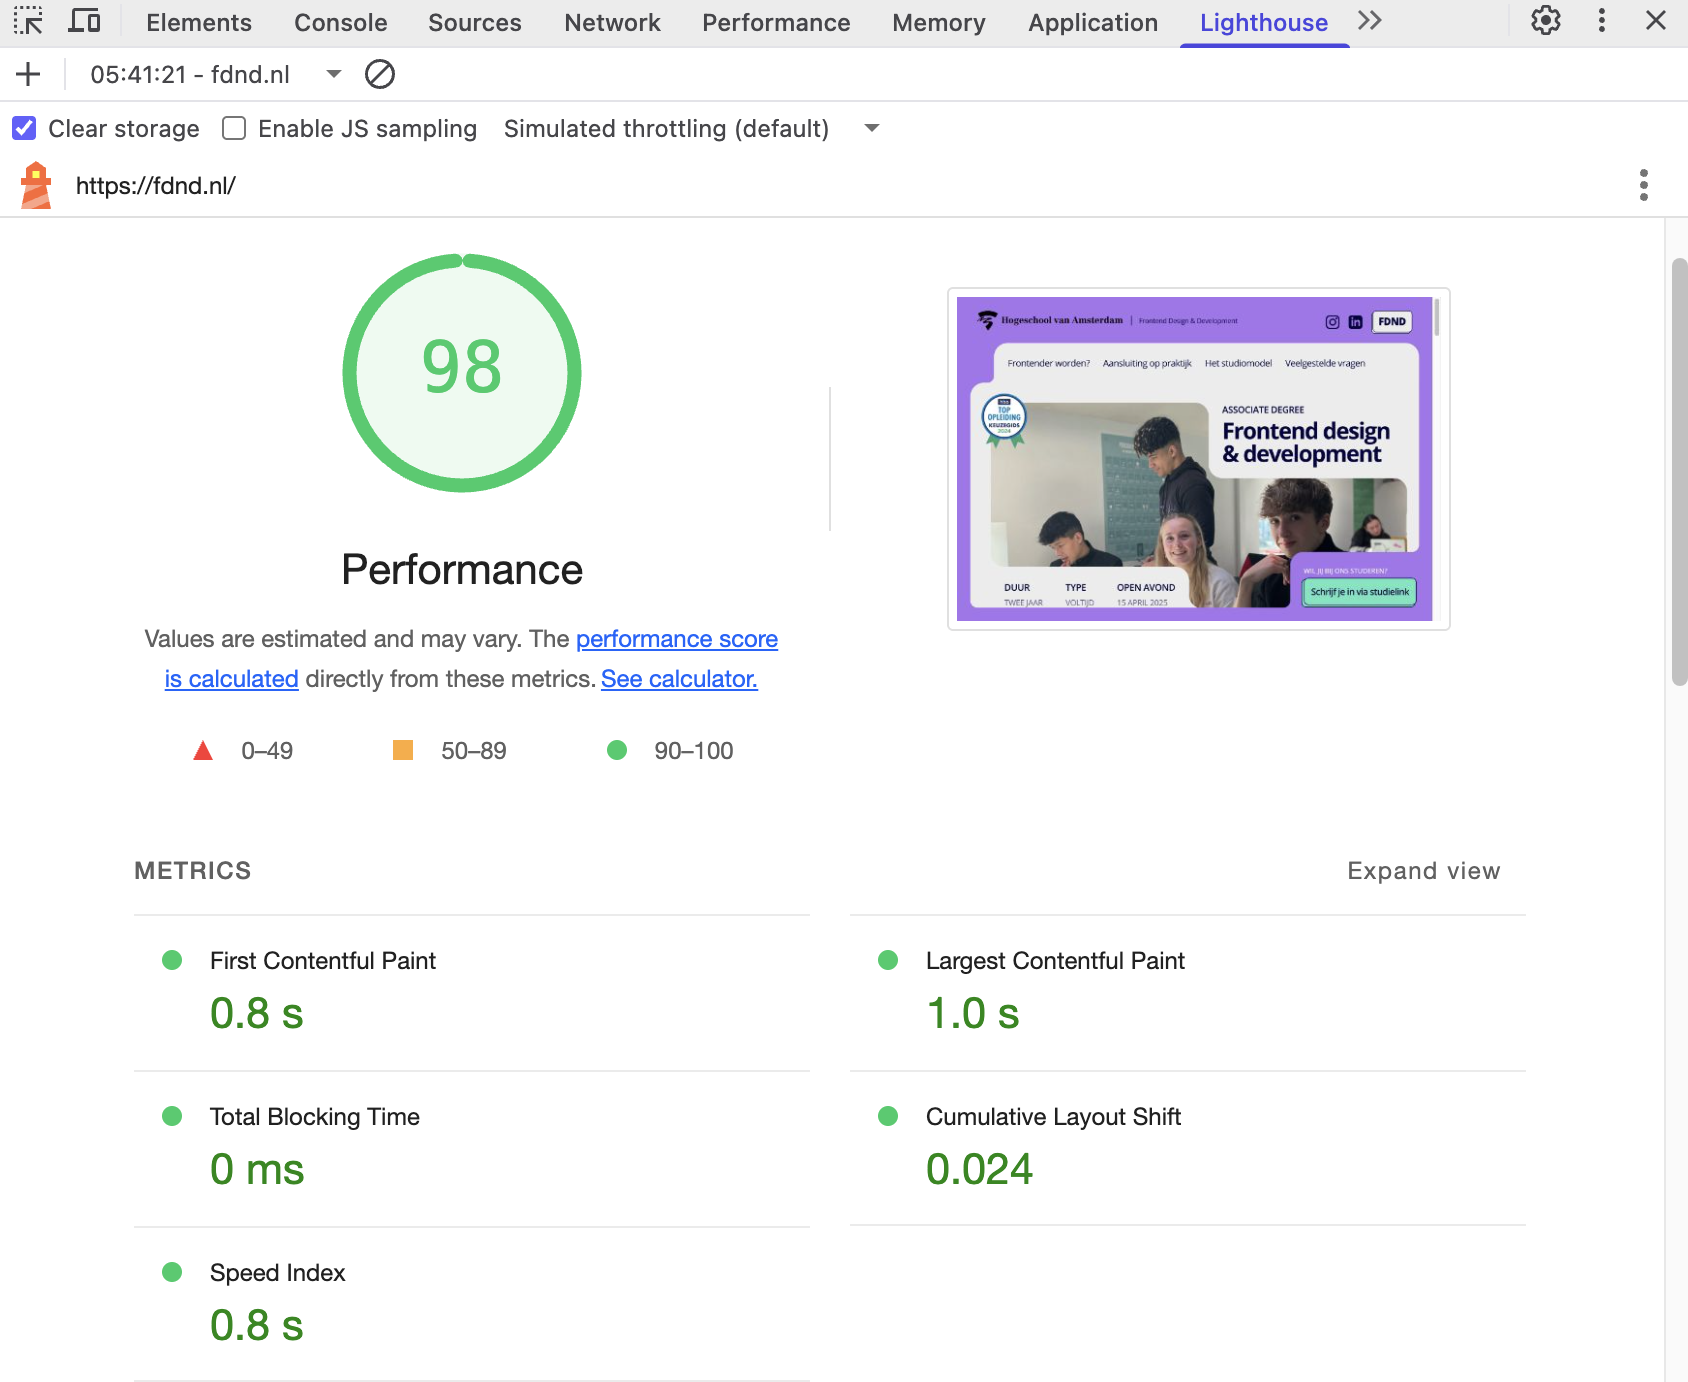 Elements Console Sources Network Performance Memory Application Lighthouse
05:41:21 - fdnd.nl
Clear storage Enable JS sampling Simulated throttling (default)
https://fdnd.nl/
98
Performance
Values are estimated and may vary. The performance score
is calculated directly from these metrics. See calculator.
0–49 50–89 90–100
Hogeschool van Amsterdam | Frontend Design & Development FDND
Frontender worden? Aansluiting op praktijk Het studiomodel Veelgestelde vragen
TOP
OPLEIDING
KEUZEGIDS
2024
ASSOCIATE DEGREE
Frontend design
& development
DUUR TYPE OPEN AVOND
TWEE JAAR VOLTIJD 15 APRIL 2025
WIL JIJ BIJ ONS STUDEREN?
Schrijf je in via studielink
METRICS Expand view
First Contentful Paint
0.8 s
Largest Contentful Paint
1.0 s
Total Blocking Time
0 ms
Cumulative Layout Shift
0.024
Speed Index
0.8 s